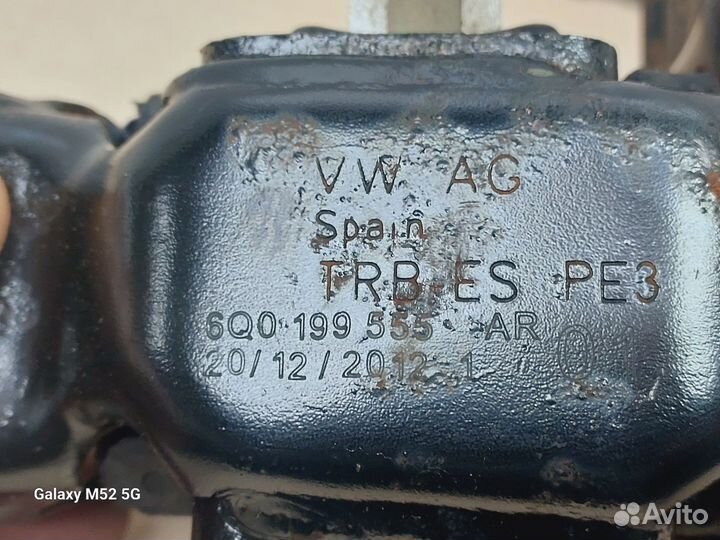 VW AG
Spain
TRB-ES PE3
6Q0 199 555 AR
20/12/2012 1
Galaxy M52 5G
Avito